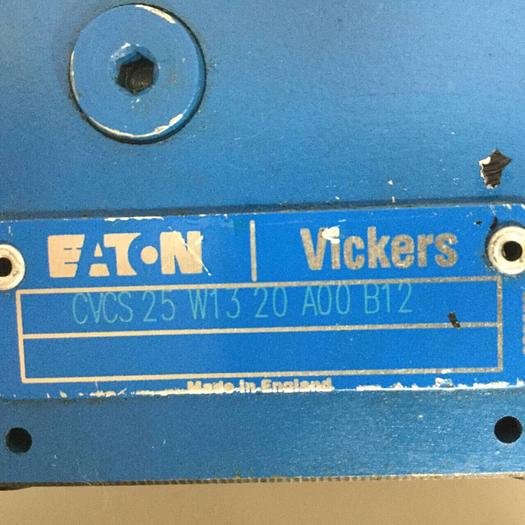 EATON | Vickers
CVCS 25 W13 20 A00 B12
Made in England